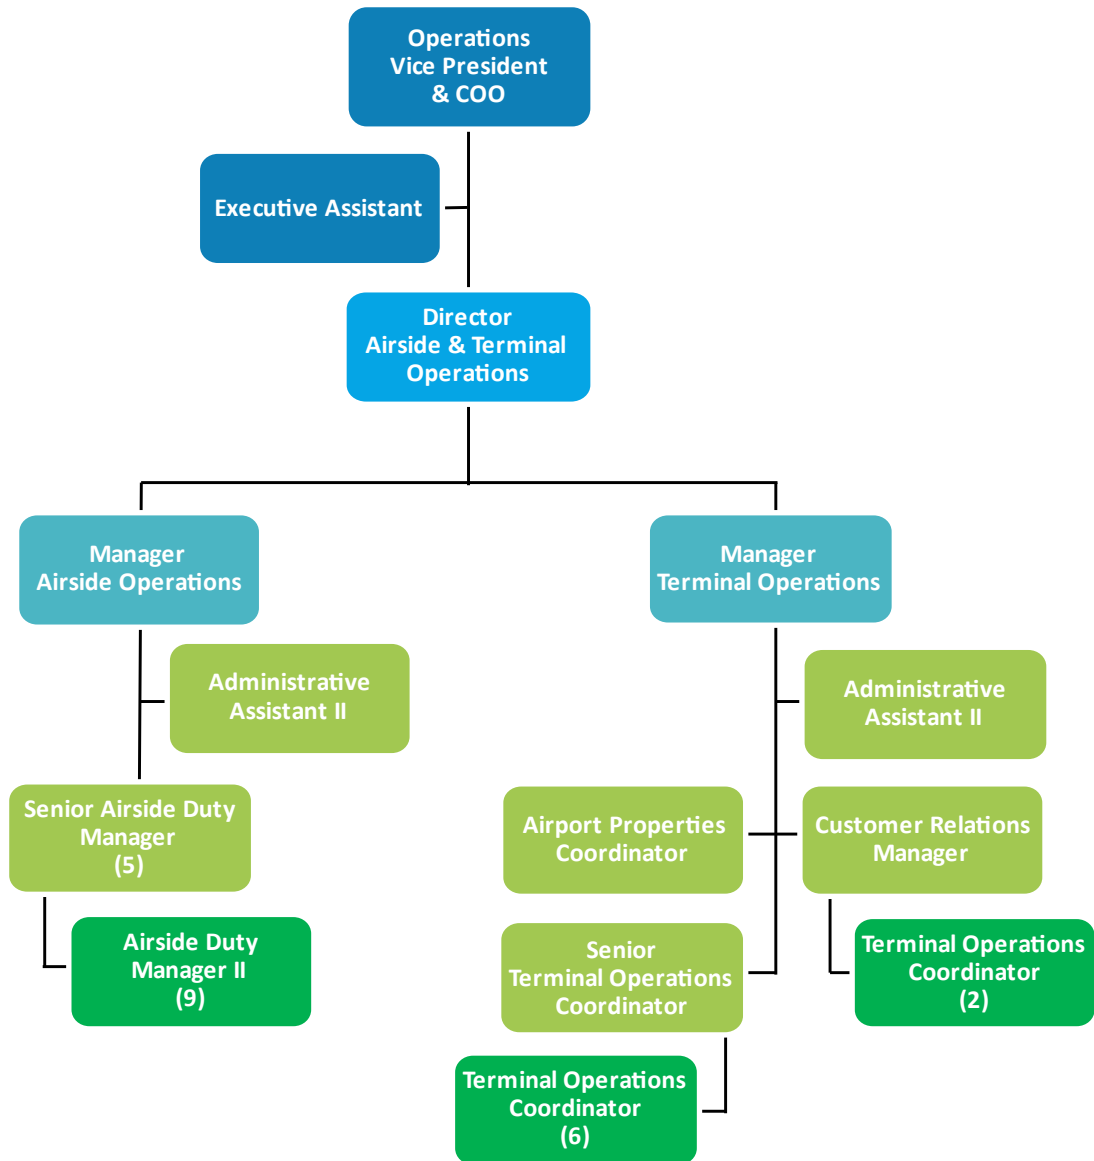 Operations
Vice President
& COO
Executive Assistant
Director
Airside & Terminal
Operations
Manager
Airside Operations
Manager
Terminal Operations
Administrative
Assistant II
Administrative
Assistant II
Senior Airside Duty
Manager
(5)
Airport Properties
Coordinator
Customer Relations
Manager
Airside Duty
Manager II
(9)
Senior
Terminal Operations
Coordinator
Terminal Operations
Coordinator
(2)
Terminal Operations
Coordinator
(6)